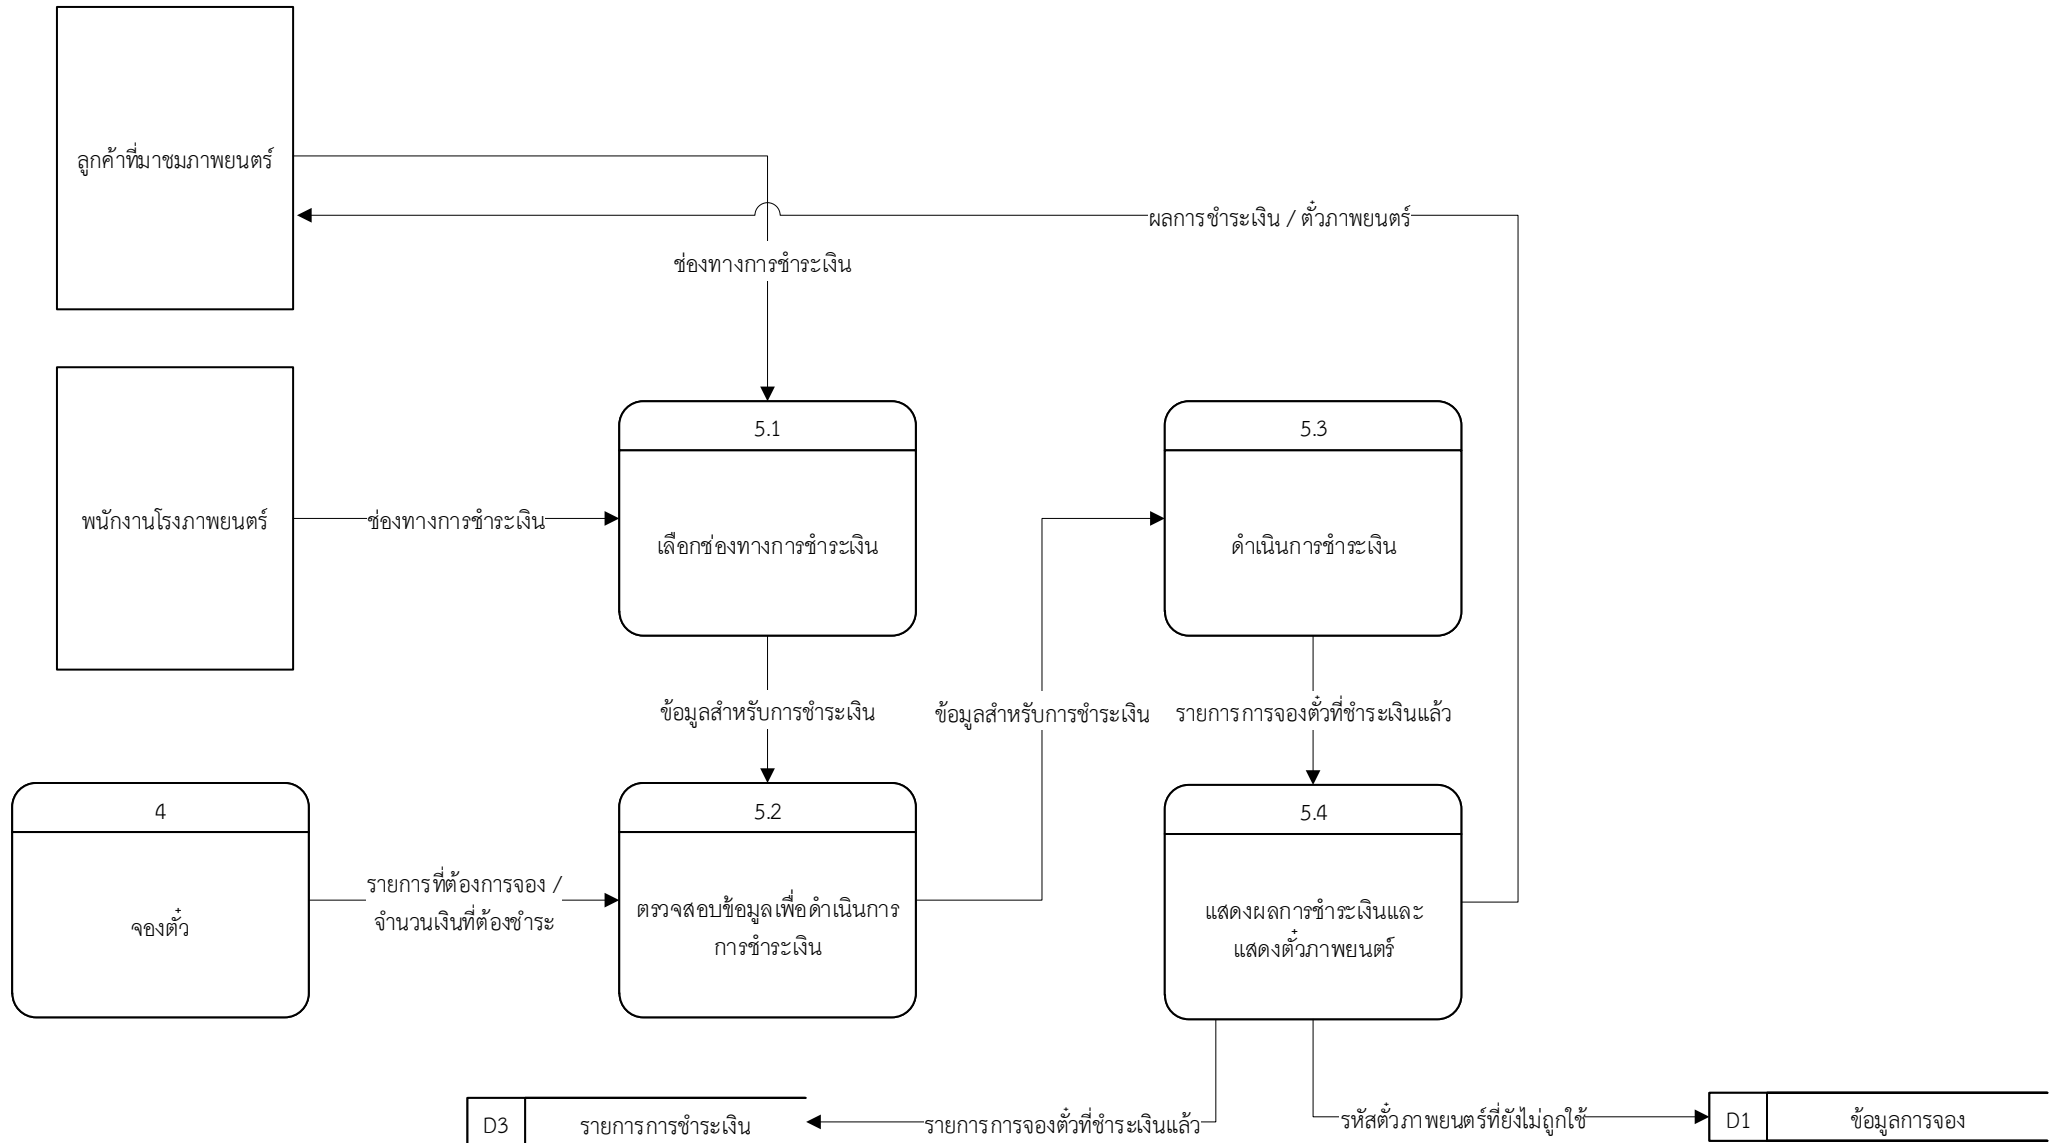 ลูกค้าที่มาชมภาพยนตร์
ผลการชำระเงิน / ตั๋วภาพยนตร์
ช่องทางการชำระเงิน
5.1
5.3
พนักงานโรงภาพยนตร์
ช่องทางการชำระเงิน
เลือกช่องทางการชำระเงิน
ดำเนินการชำระเงิน
ข้อมูลสำหรับการชำระเงิน
ข้อมูลสำหรับการชำระเงิน
รายการการจองตั๋วที่ชำระเงินแล้ว
4
5.2
5.4
รายการที่ต้องการจอง /
จำนวนเงินที่ต้องชำระ
จองตั๋ว
ตรวจสอบข้อมูลเพื่อดำเนินการ
การชำระเงิน
แสดงผลการชำระเงินและ
แสดงตั๋วภาพยนตร์
D3
รายการการชำระเงิน
รายการการจองตั๋วที่ชำระเงินแล้ว
รหัสตั๋วภาพยนตร์ที่ยังไม่ถูกใช้
D1
ข้อมูลการจอง